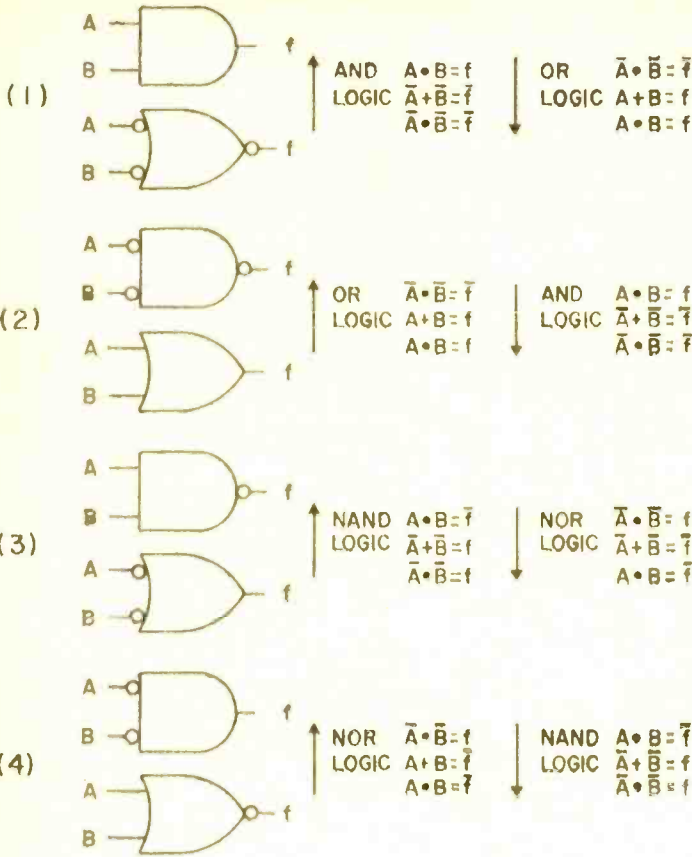 A
B
f
(1)
A
B
f
AND A•B=f
LOGIC Ā+B̄=f̄
Ā•B̄=f̄
OR Ā•B̄=f̄
LOGIC A+B=f
A•B=f
A
B
f
(2)
A
B
f
OR Ā•B̄=f̄
LOGIC A+B=f
A•B=f
AND A•B=f
LOGIC Ā+B̄=f̄
Ā•B̄=f̄
A
B
f
(3)
A
B
f
NAND A•B=f̄
LOGIC Ā+B̄=f
Ā•B̄=f
NOR Ā•B̄=f
LOGIC Ā+B̄=f̄
A•B=f̄
A
B
f
(4)
A
B
f
NOR Ā•B̄=f
LOGIC A+B=f̄
A•B=f̄
NAND A•B=f̄
LOGIC Ā+B̄=f
Ā•B̄=f